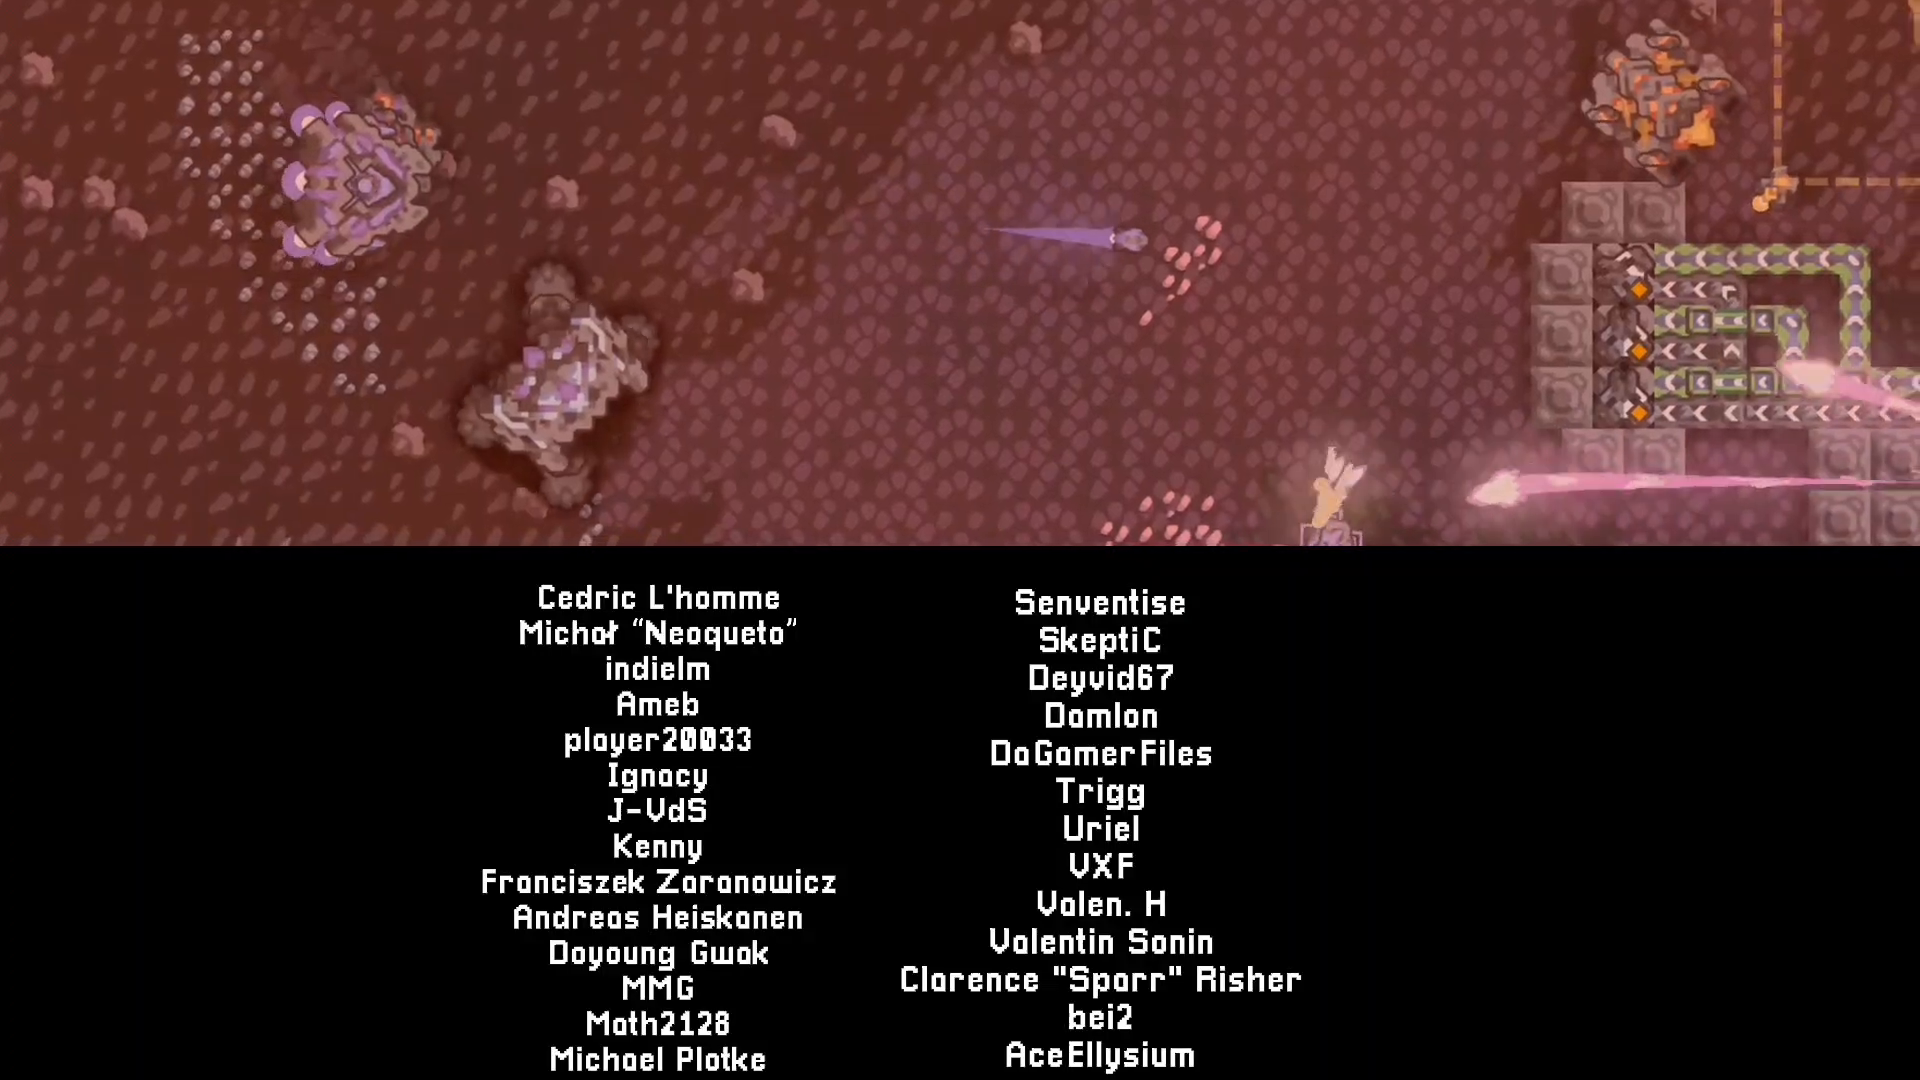 Cedric L'homme
Michał “Neoqueto”
indielm
Ameb
player20033
Ignacy
J-VdS
Kenny
Franciszek Zaranowicz
Andreas Heiskanen
Doyoung Gwak
MMG
Math2128
Michael Plotke
Senventise
SkeptiC
Deyvid67
Damlon
DaGamerFiles
Trigg
Uriel
VXF
Valen. H
Valentin Sonin
Clarence "Sparr" Risher
bei2
AceEllysium